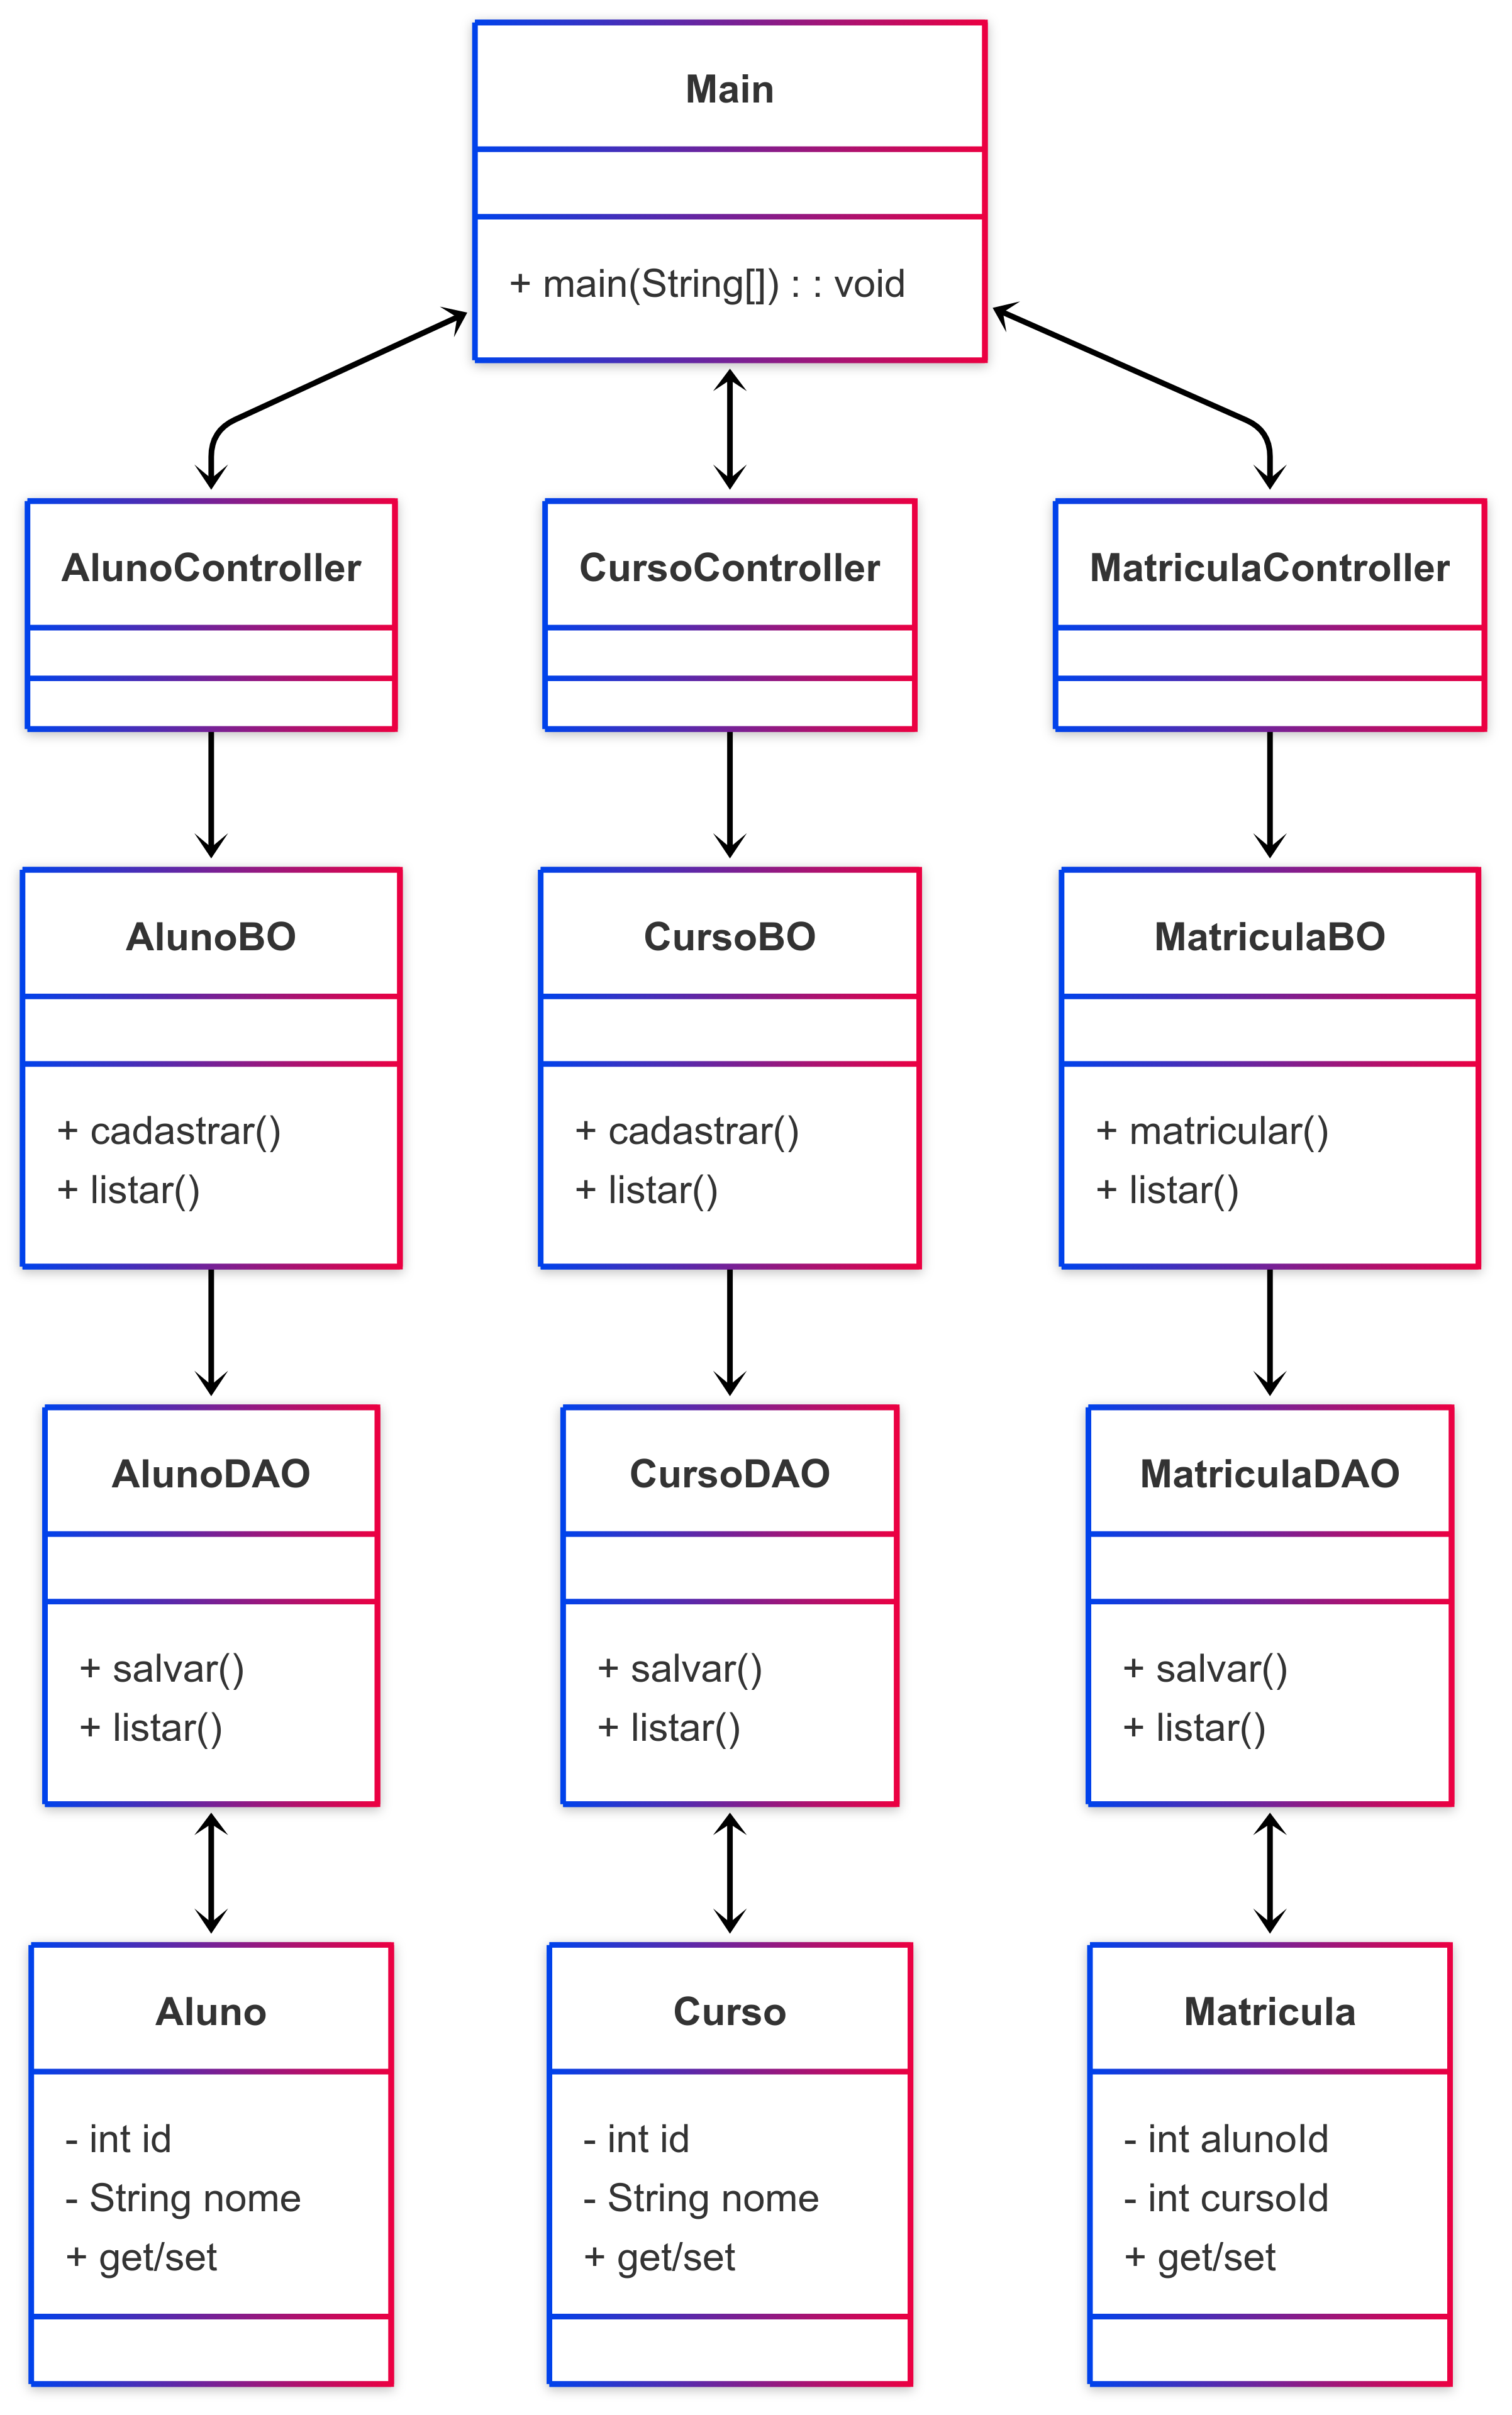 Main
+ main(String[]) : : void
AlunoController
CursoController
MatriculaController
AlunoBO
+ cadastrar()
+ listar()
CursoBO
+ cadastrar()
+ listar()
MatriculaBO
+ matricular()
+ listar()
AlunoDAO
+ salvar()
+ listar()
CursoDAO
+ salvar()
+ listar()
MatriculaDAO
+ salvar()
+ listar()
Aluno
- int id
- String nome
+ get/set
Curso
- int id
- String nome
+ get/set
Matricula
- int alunoId
- int cursoId
+ get/set